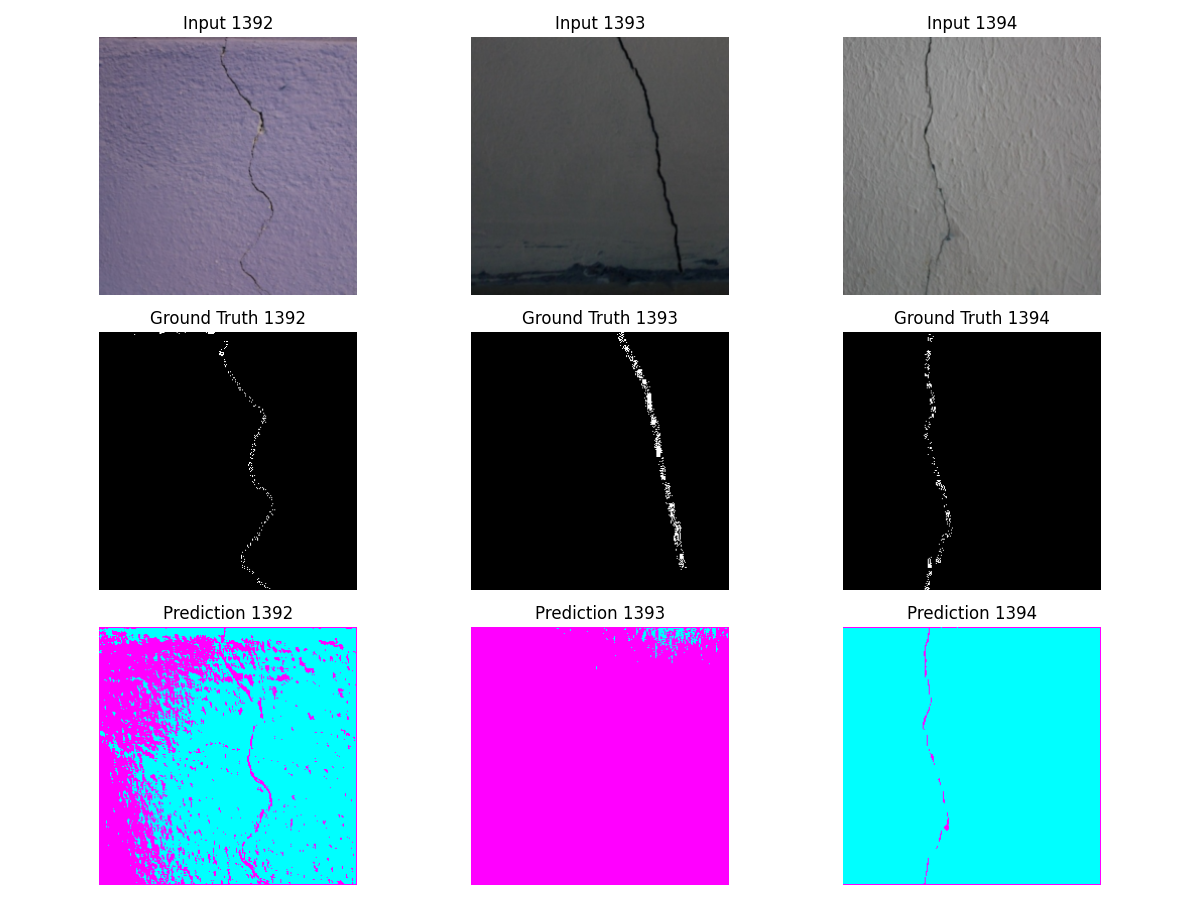 Input 1392
Input 1393
Input 1394
Ground Truth 1392
Ground Truth 1393
Ground Truth 1394
Prediction 1392
Prediction 1393
Prediction 1394